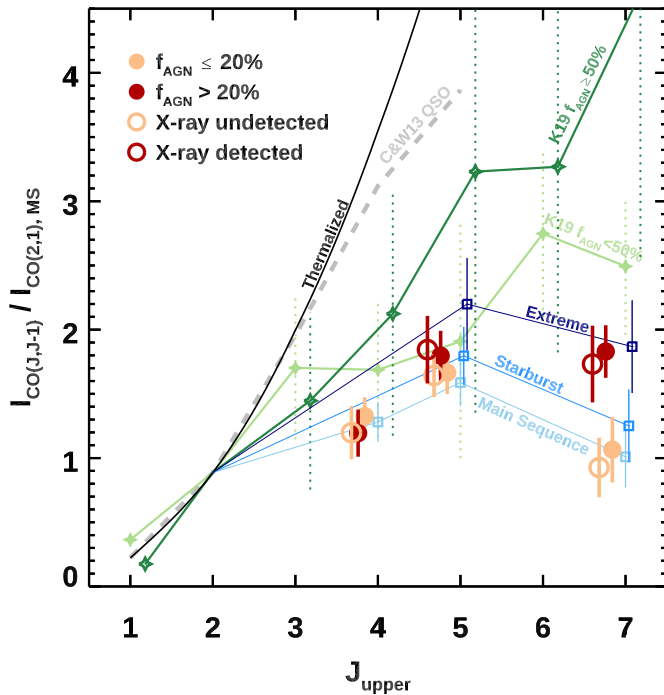 f_AGN ≤ 20%
f_AGN > 20%
X-ray undetected
X-ray detected
C&W13 QSO
K19 f_AGN ≥ 50%
Thermalized
K19 f_AGN <50%
Extreme
Starburst
Main Sequence
4
3
2
1
0
I_CO(J,J-1) / I_CO(2,1), MS
1 2 3 4 5 6 7
J_upper